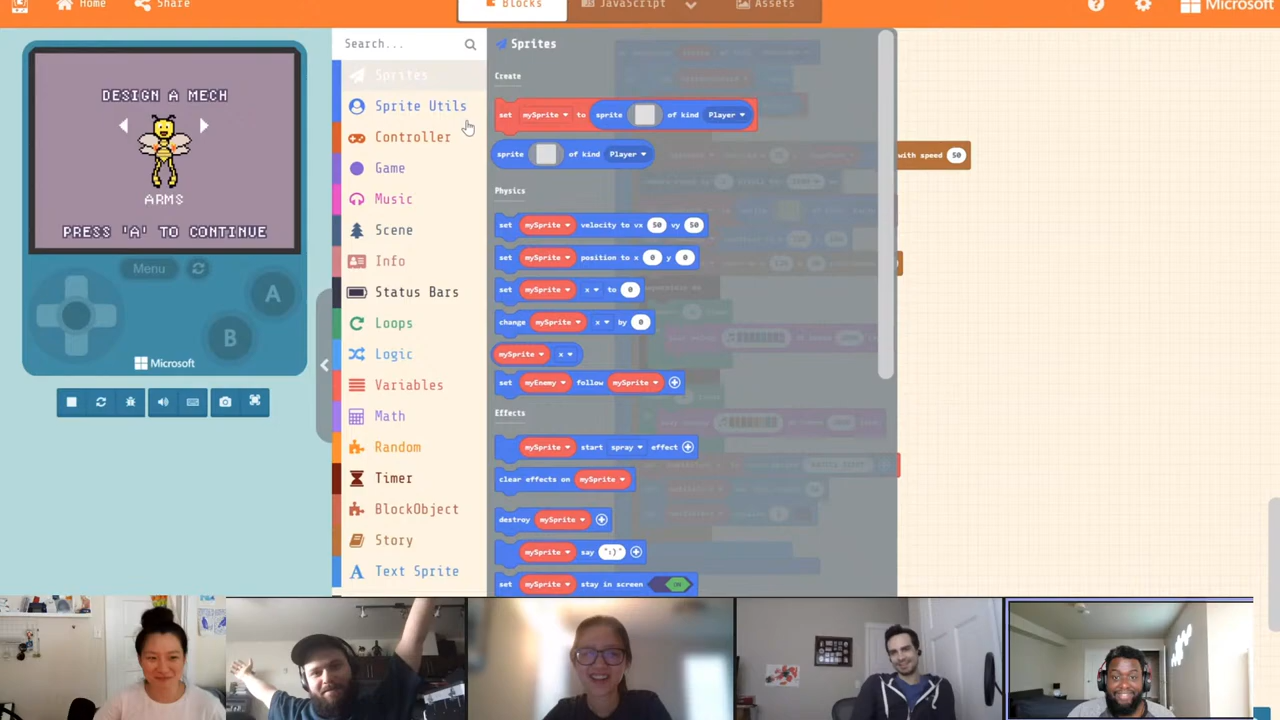 Home
Share
Blocks
JavaScript
Assets
Microsoft
DESIGN A MECH
ARMS
PRESS 'A' TO CONTINUE
Menu
A
B
Microsoft
Search...
Sprites
Sprite Utils
Controller
Game
Music
Scene
Info
Status Bars
Loops
Logic
Variables
Math
Random
Timer
BlockObject
Story
Text Sprite
Sprites
Create
set mySprite to sprite of kind Player
sprite of kind Player
Physics
set mySprite velocity to vx 50 vy 50
set mySprite position to x 0 y 0
set mySprite x to 0
change mySprite x by 0
mySprite x
set myEnemy follow mySprite
Effects
mySprite start spray effect
clear effects on mySprite
destroy mySprite
mySprite say ":)"
set mySprite stay in screen ON
with speed 50